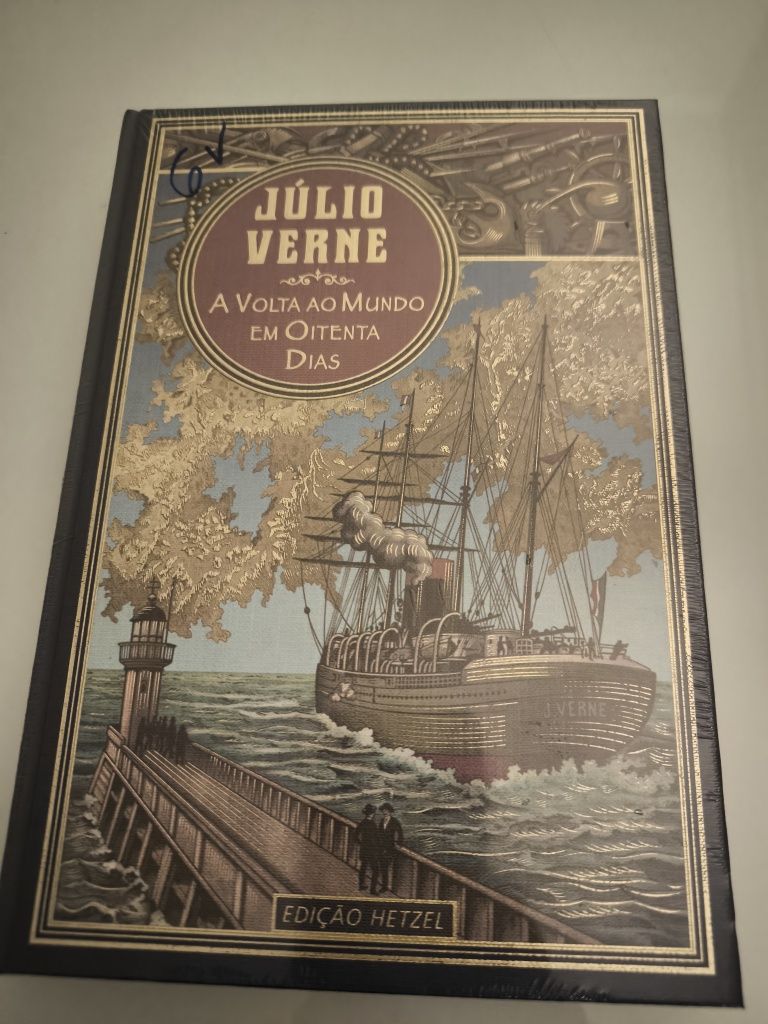 JÚLIO
VERNE
A VOLTA AO MUNDO
EM OITENTA
DIAS
J. VERNE
EDIÇÃO HETZEL